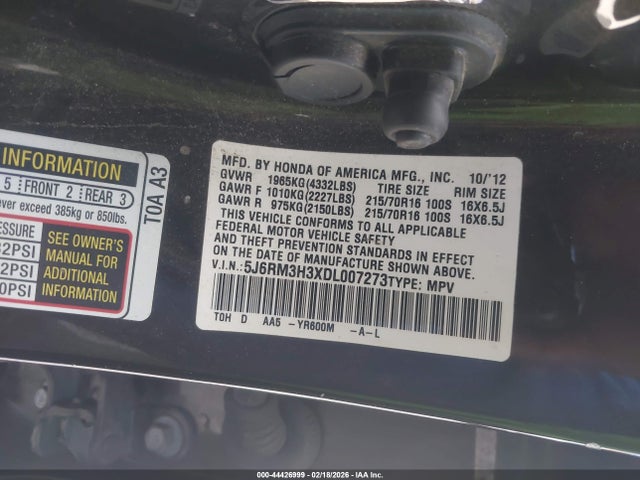 INFORMATION
5 FRONT 2 REAR 3
ever exceed 385kg or 850lbs.
ESSURE
32PSI
32PSI
0PSI
SEE OWNER'S
MANUAL FOR
ADDITIONAL
INFORMATION
T0A A3
MFD. BY HONDA OF AMERICA MFG., INC. 10/'12
GVWR 1965KG(4332LBS) TIRE SIZE RIM SIZE
GAWR F 1010KG(2227LBS) 215/70R16 100S 16X6.5J
GAWR R 975KG(2150LBS) 215/70R16 100S 16X6.5J
THIS VEHICLE CONFORMS TO ALL APPLICABLE
FEDERAL MOTOR VEHICLE SAFETY
AND THEFT PREVENTION STANDARDS IN EFFECT
ON THE DATE OF MANUFACTURE SHOWN ABOVE.
V.I.N.: 5J6RM3H3XDL007273 TYPE: MPV
T0H D AA5 -YR600M -A-L
000-44426999 - 02/18/2026 - IAA Inc.